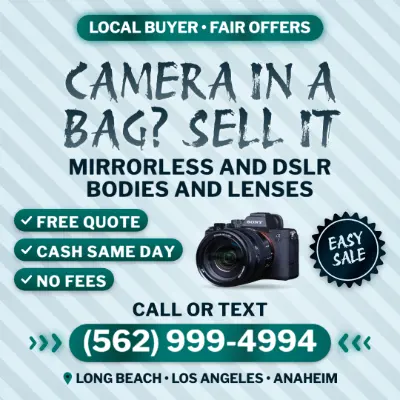 LOCAL BUYER • FAIR OFFERS
CAMERA IN A
BAG? SELL IT
MIRRORLESS AND DSLR
BODIES AND LENSES
✓ FREE QUOTE
✓ CASH SAME DAY
✓ NO FEES
SONY
EASY
SALE
CALL OR TEXT
(562) 999-4994
LONG BEACH • LOS ANGELES • ANAHEIM